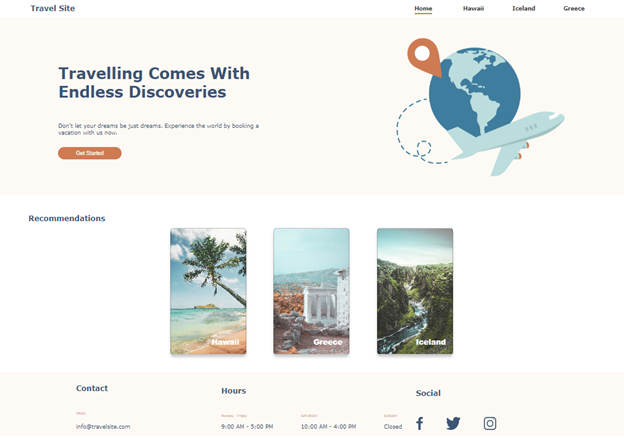 Travel Site
Home Hawaii Iceland Greece
Travelling Comes With
Endless Discoveries
Don't let your dreams be just dreams. Experience the world by booking a
vacation with us now.
Get Started
Recommendations
Hawaii
Greece
Iceland
Contact
Hours
Social
EMAIL
Monday - Friday
SATURDAY
SUNDAY
info@travelsite.com
9:00 AM - 5:00 PM
10:00 AM - 4:00 PM
Closed